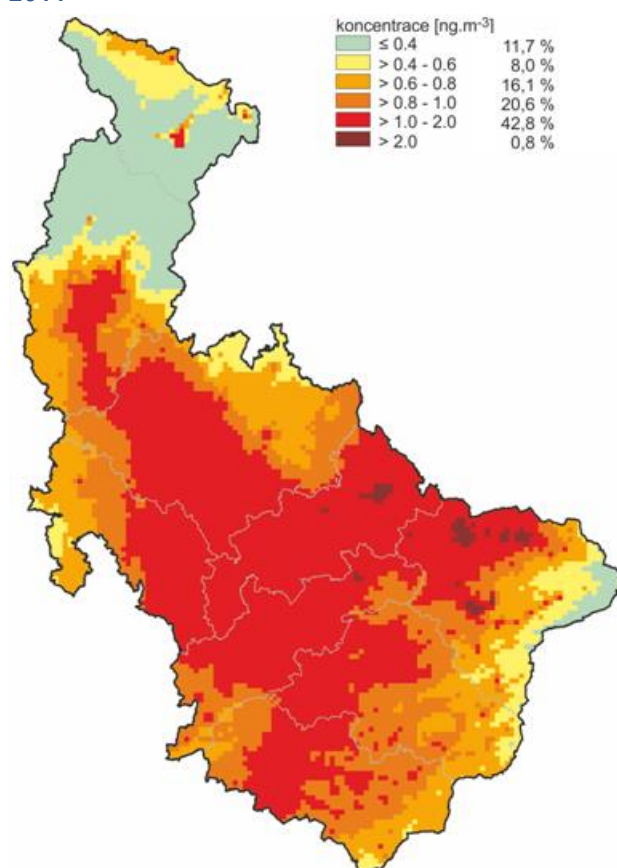 koncentrace [ng.m⁻³]
≤ 0.4 11,7 %
> 0.4 - 0.6 8,0 %
> 0.6 - 0.8 16,1 %
> 0.8 - 1.0 20,6 %
> 1.0 - 2.0 42,8 %
> 2.0 0,8 %